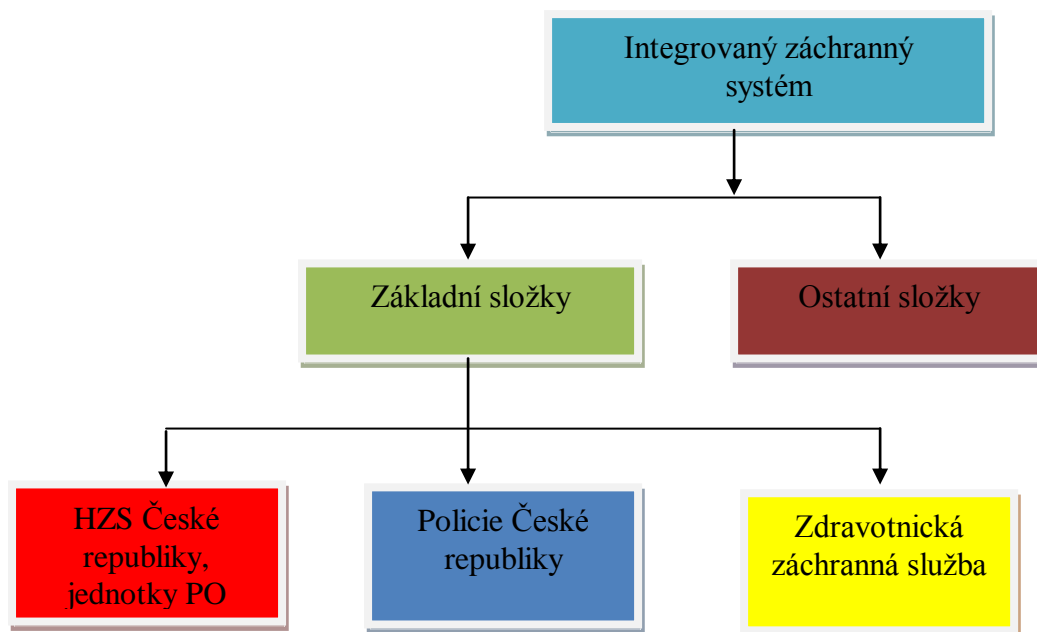 Integrovaný záchranný
systém
Základní složky
Ostatní složky
HZS České
republiky,
jednotky PO
Policie České
republiky
Zdravotnická
záchranná služba